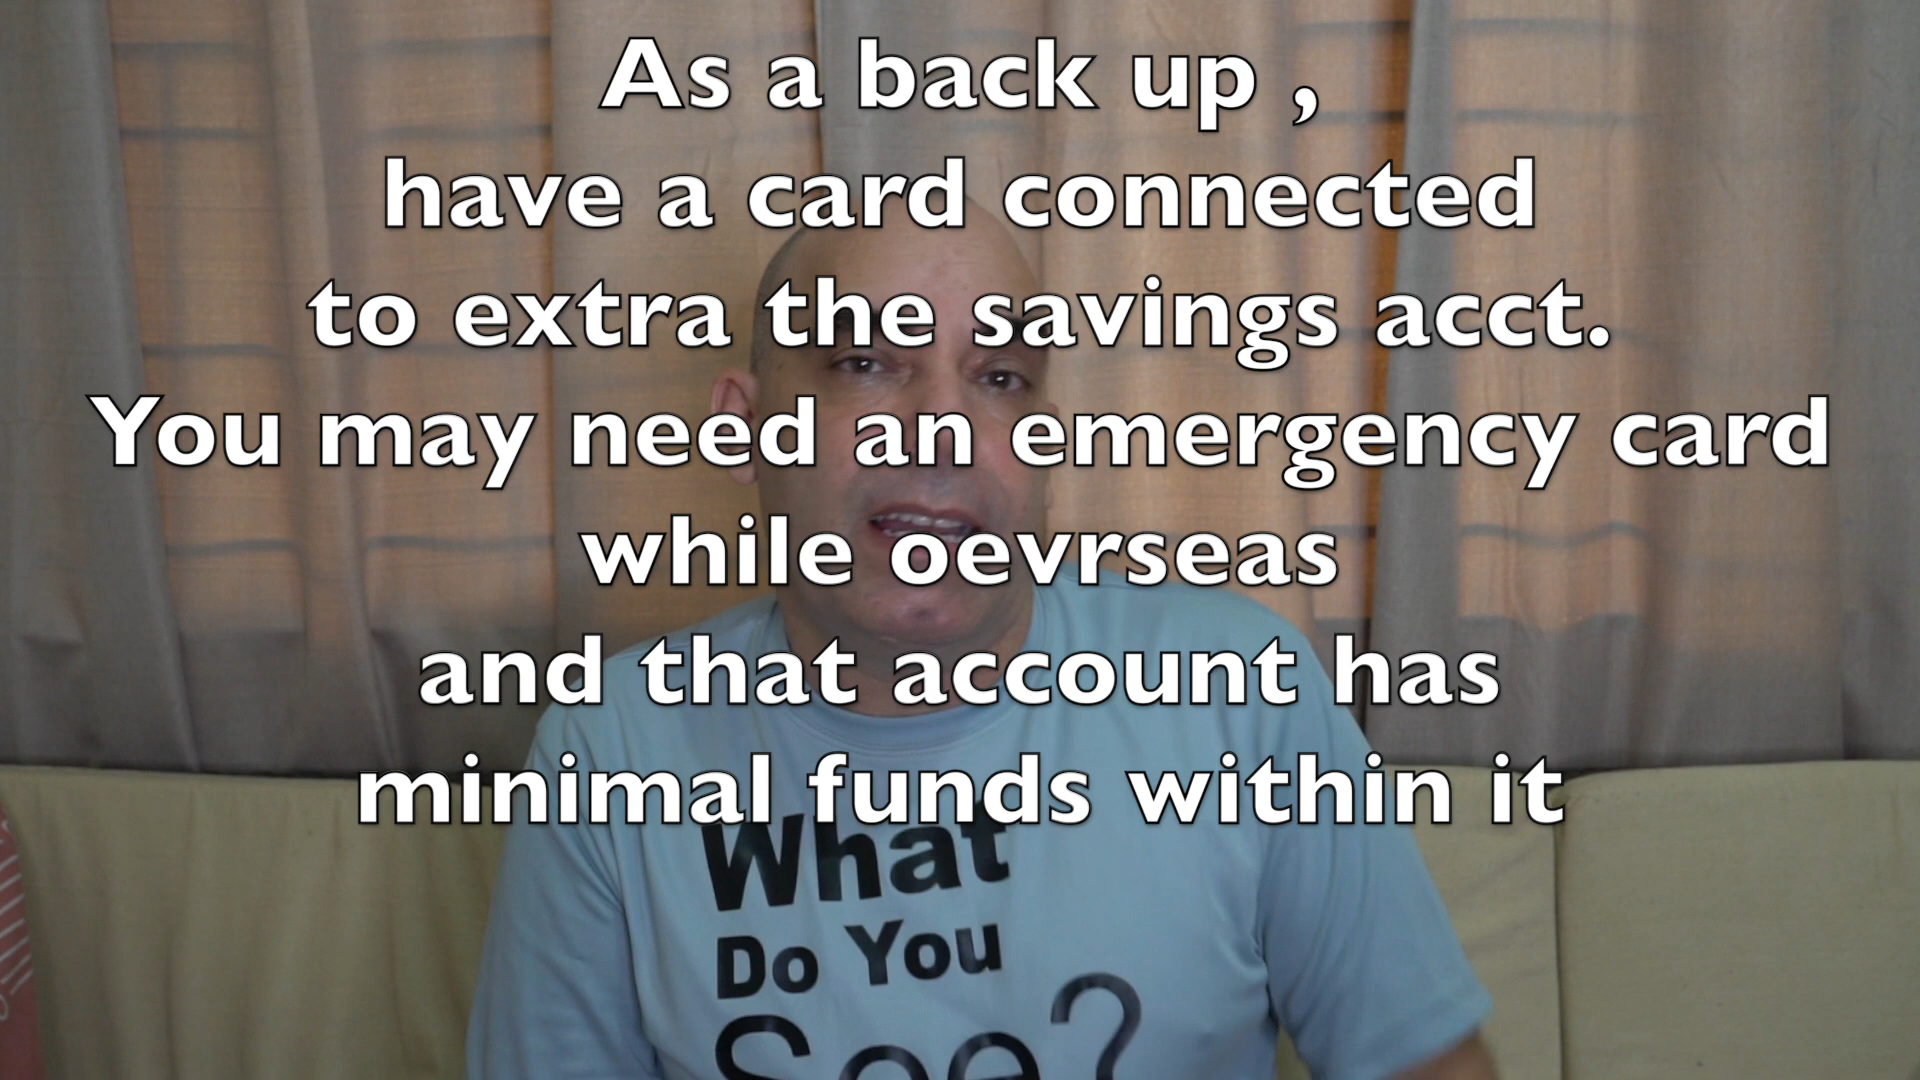 As a back up ,
have a card connected
to extra the savings acct.
You may need an emergency card
while oevrseas
and that account has
minimal funds within it
What
Do You
See?